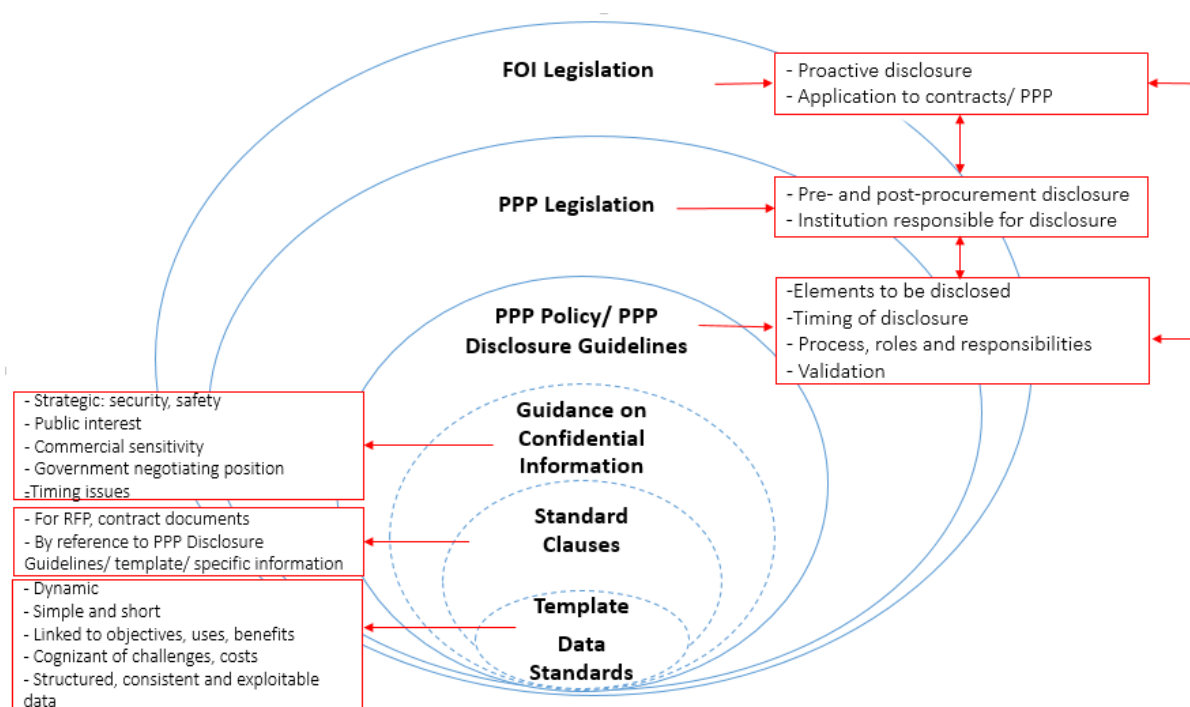 FOI Legislation
- Proactive disclosure
- Application to contracts/ PPP
PPP Legislation
- Pre- and post-procurement disclosure
- Institution responsible for disclosure
PPP Policy/ PPP
Disclosure Guidelines
-Elements to be disclosed
-Timing of disclosure
- Process, roles and responsibilities
- Validation
Guidance on
Confidential
Information
- Strategic: security, safety
- Public interest
- Commercial sensitivity
- Government negotiating position
-Timing issues
Standard
Clauses
- For RFP, contract documents
- By reference to PPP Disclosure
Guidelines/ template/ specific information
Template
Data
Standards
- Dynamic
- Simple and short
- Linked to objectives, uses, benefits
- Cognizant of challenges, costs
- Structured, consistent and exploitable
data